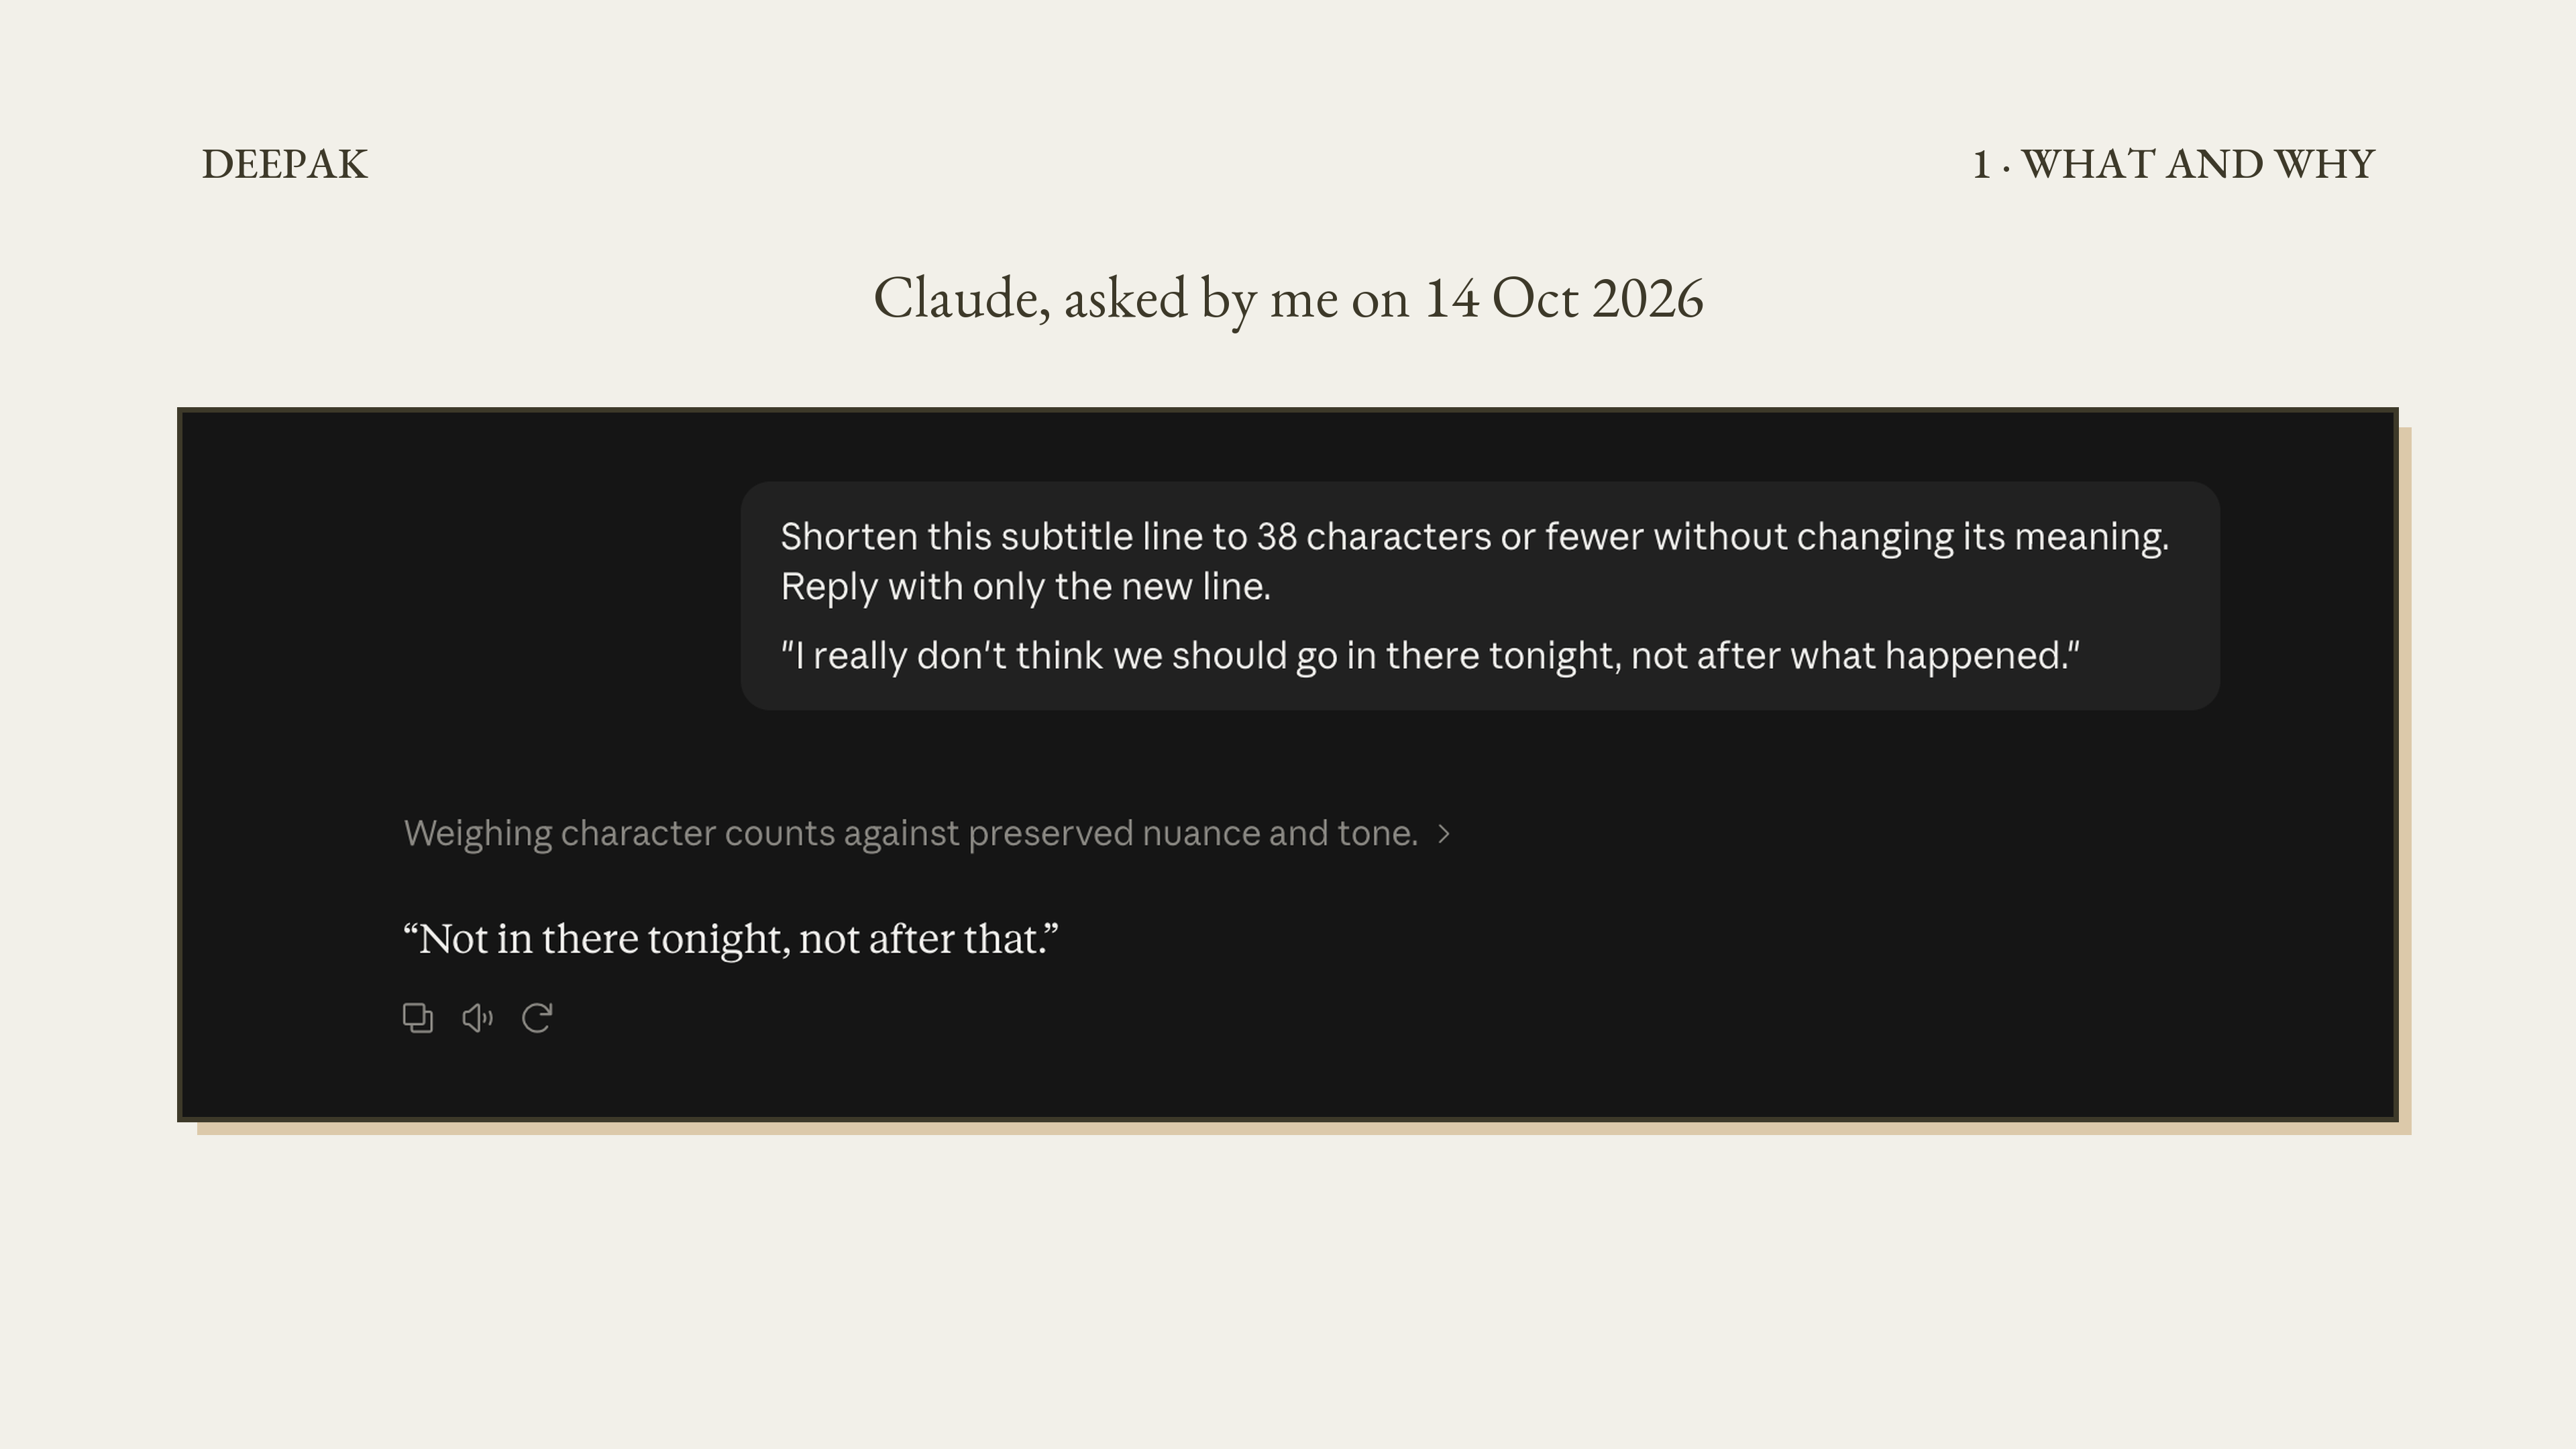 DEEPAK
1 · WHAT AND WHY
Claude, asked by me on 14 Oct 2026
Shorten this subtitle line to 38 characters or fewer without changing its meaning.
Reply with only the new line.
"I really don't think we should go in there tonight, not after what happened."
Weighing character counts against preserved nuance and tone.
“Not in there tonight, not after that.”